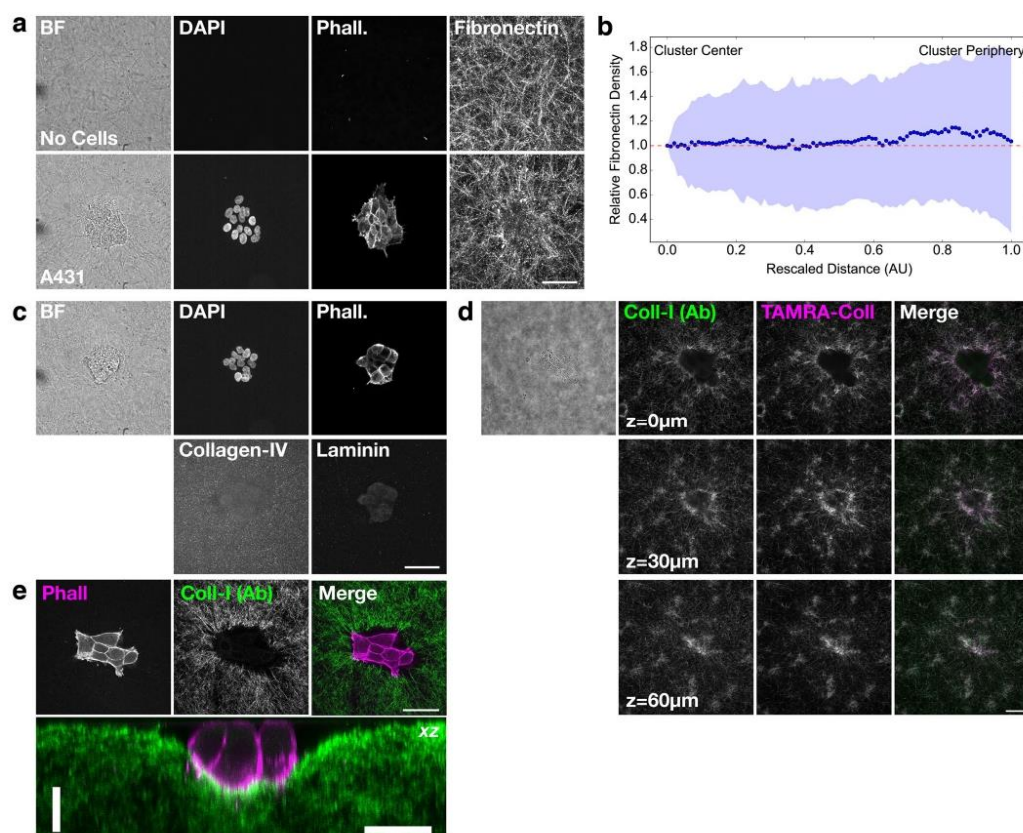 a
BF DAPI Phall. Fibronectin
No Cells
A431
b
Cluster Center Cluster Periphery
Relative Fibronectin Density
1.8
1.6
1.4
1.2
1.0
0.8
0.6
0.4
0.0 0.2 0.4 0.6 0.8 1.0
Rescaled Distance (AU)
c
BF DAPI Phall.
Collagen-IV Laminin
d
Coll-I (Ab) TAMRA-Coll Merge
z=0µm
z=30µm
z=60µm
e
Phall Coll-I (Ab) Merge
xz